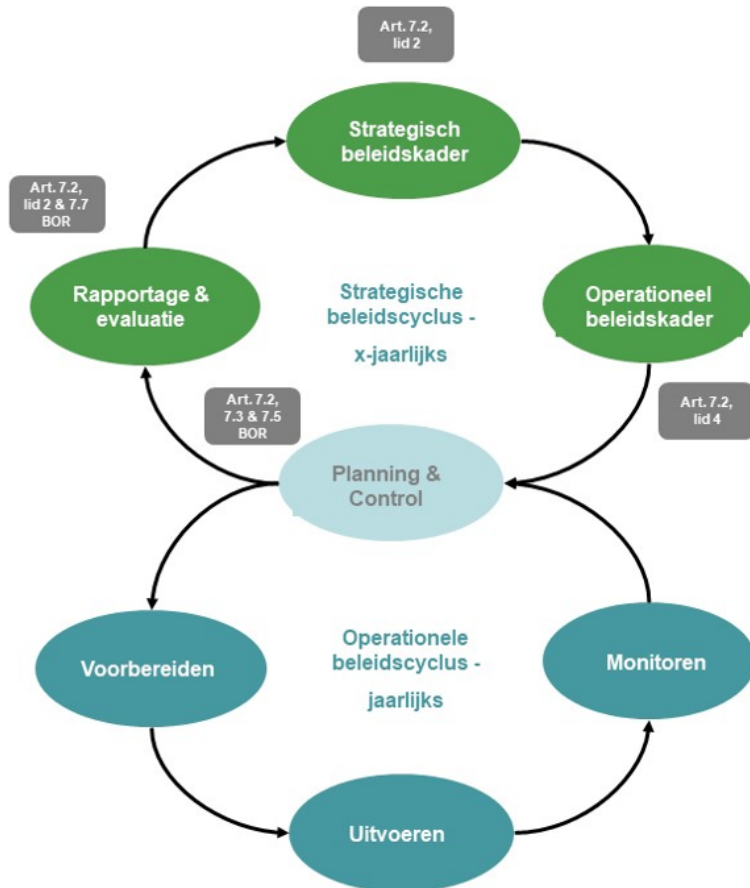 Art. 7.2,
lid 2
Strategisch
beleidskader
Art. 7.2,
lid 2 & 7.7
BOR
Rapportage &
evaluatie
Strategische
beleidscyclus -
x-jaarlijks
Operationeel
beleidskader
Art. 7.2,
7.3 & 7.5
BOR
Art. 7.2,
lid 4
Planning &
Control
Voorbereiden
Operationele
beleidscyclus -
jaarlijks
Monitoren
Uitvoeren